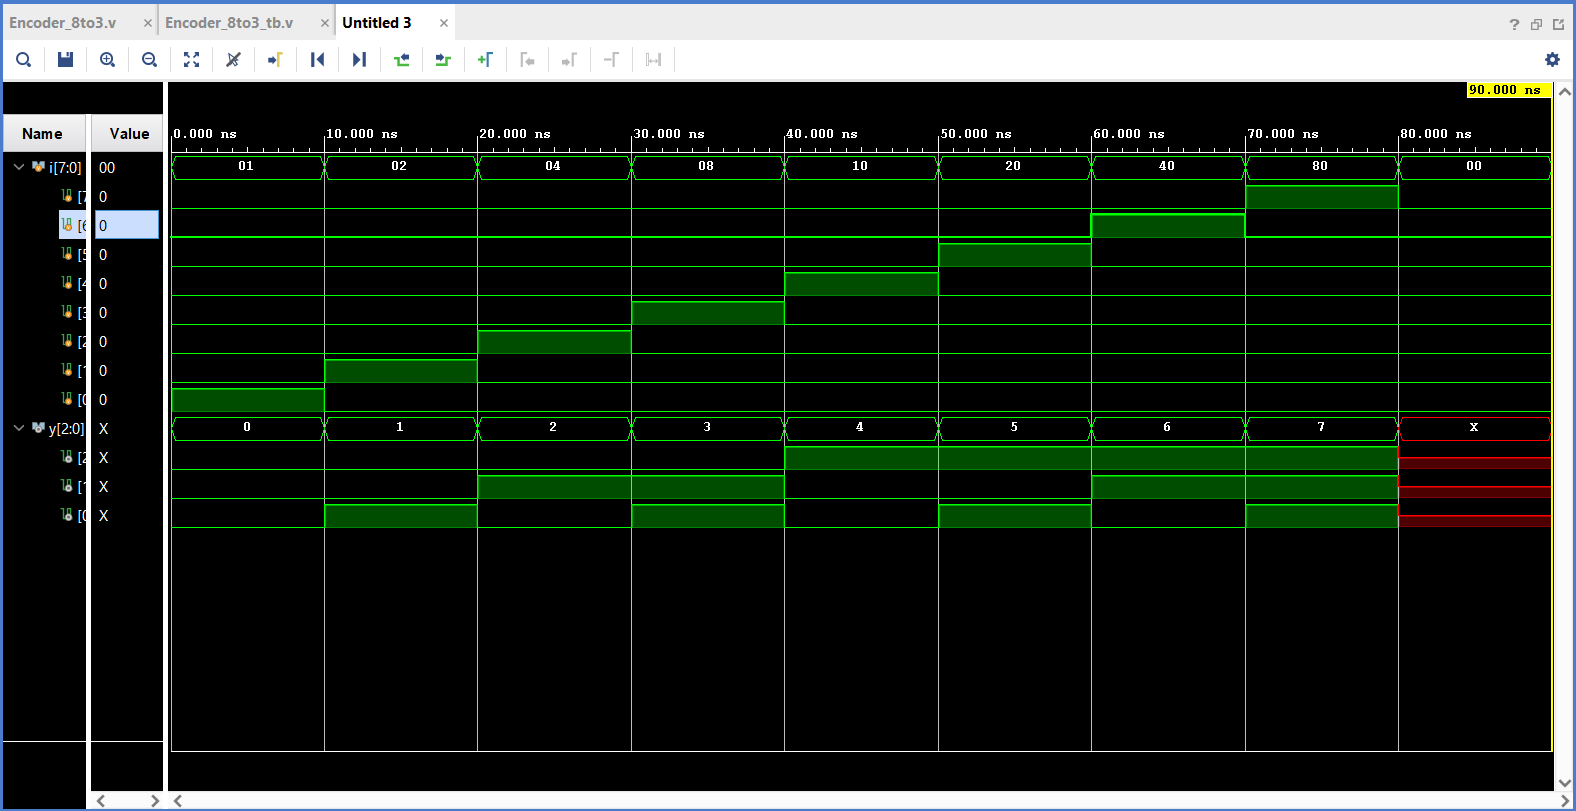 Encoder_8to3.v × Encoder_8to3_tb.v × Untitled 3 ×
?
90.000 ns
Name Value 0.000 ns 10.000 ns 20.000 ns 30.000 ns 40.000 ns 50.000 ns 60.000 ns 70.000 ns 80.000 ns
i[7:0] 00 01 02 04 08 10 20 40 80 00
[7 0
[6 0
[5 0
[4 0
[3 0
[2 0
[1 0
[0 0
y[2:0] X 0 1 2 3 4 5 6 7 X
[2 X
[1 X
[0 X